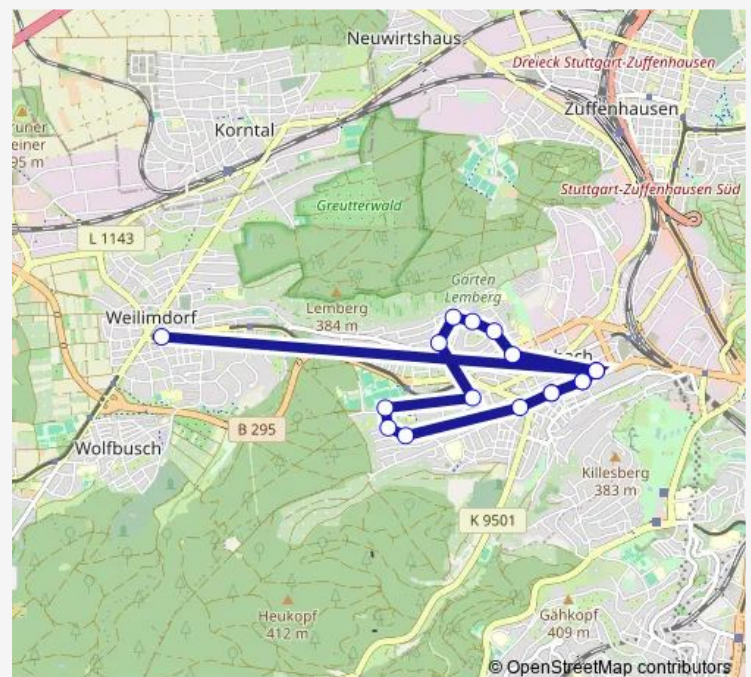 Neuwirtshaus
Dreieck Stuttgart-Zuffenhausen
Zuffenhausen
Korntal
Stuttgart-Zuffenhausen Süd
Greutterwald
L 1143
Garten
Lemberg
Lemberg
384 m
Weilimdorf
bach
B 295
Wolfbusch
Killesberg
383 m
K 9501
Heukopf
412 m
Gähkopf
409 m
© OpenStreetMap contributors